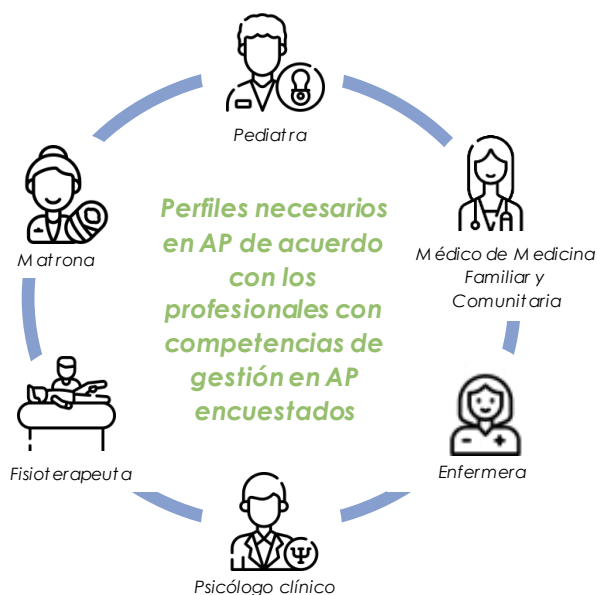 Pediatra
Médico de Medicina
Familiar y
Comunitaria
Enfermera
Psicólogo clínico
Fisioterapeuta
Matrona
Perfiles necesarios
en AP de acuerdo
con los
profesionales con
competencias de
gestión en AP
encuestados